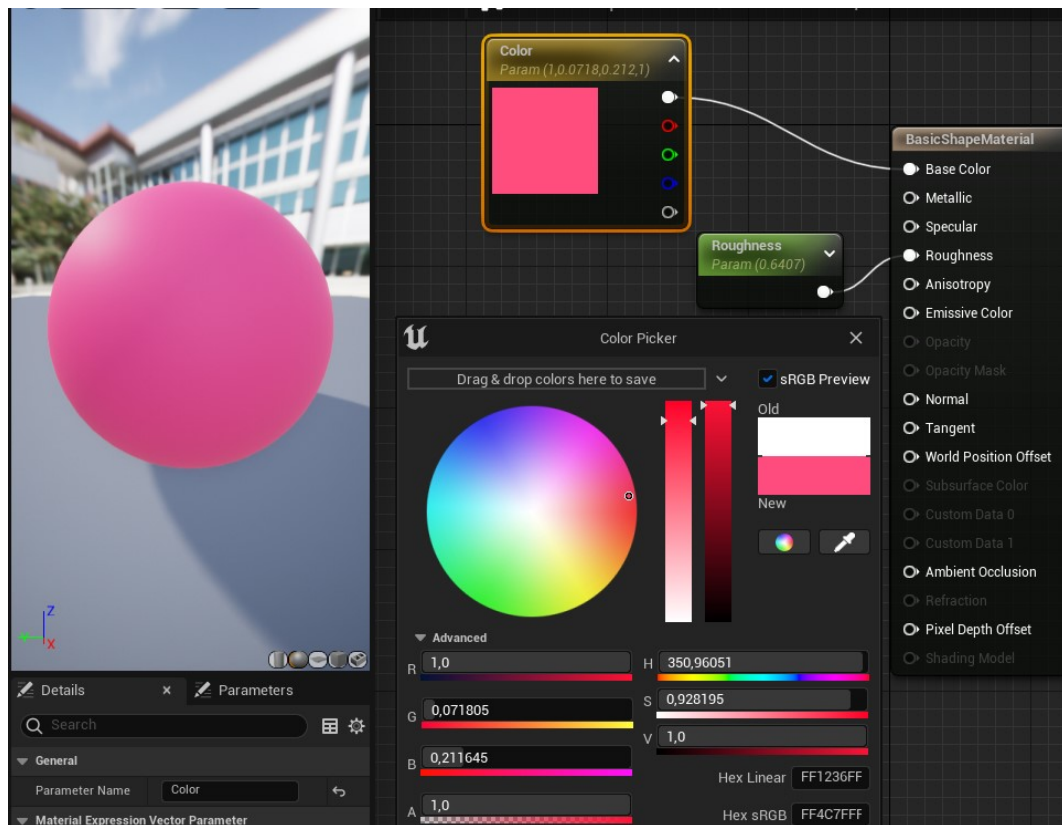 Color
Param (1,0.0718,0.212,1)
BasicShapeMaterial
Base Color
Metallic
Specular
Roughness
Anisotropy
Emissive Color
Opacity
Opacity Mask
Normal
Tangent
World Position Offset
Subsurface Color
Custom Data 0
Custom Data 1
Ambient Occlusion
Refraction
Pixel Depth Offset
Shading Model
Roughness
Param (0.6407)
Color Picker
Drag & drop colors here to save
sRGB Preview
Old
New
Advanced
R 1,0
G 0,071805
B 0,211645
A 1,0
H 350,96051
S 0,928195
V 1,0
Hex Linear FF1236FF
Hex sRGB FF4C7FFF
Z
X
Details
Parameters
Search
General
Parameter Name Color
Material Expression Vector Parameter